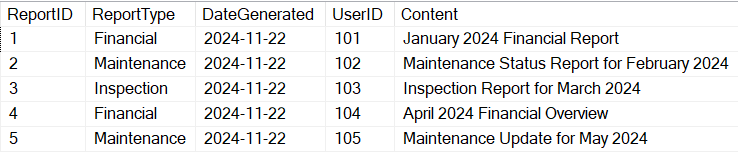 ReportID ReportType DateGenerated UserID Content
1 Financial 2024-11-22 101 January 2024 Financial Report
2 Maintenance 2024-11-22 102 Maintenance Status Report for February 2024
3 Inspection 2024-11-22 103 Inspection Report for March 2024
4 Financial 2024-11-22 104 April 2024 Financial Overview
5 Maintenance 2024-11-22 105 Maintenance Update for May 2024